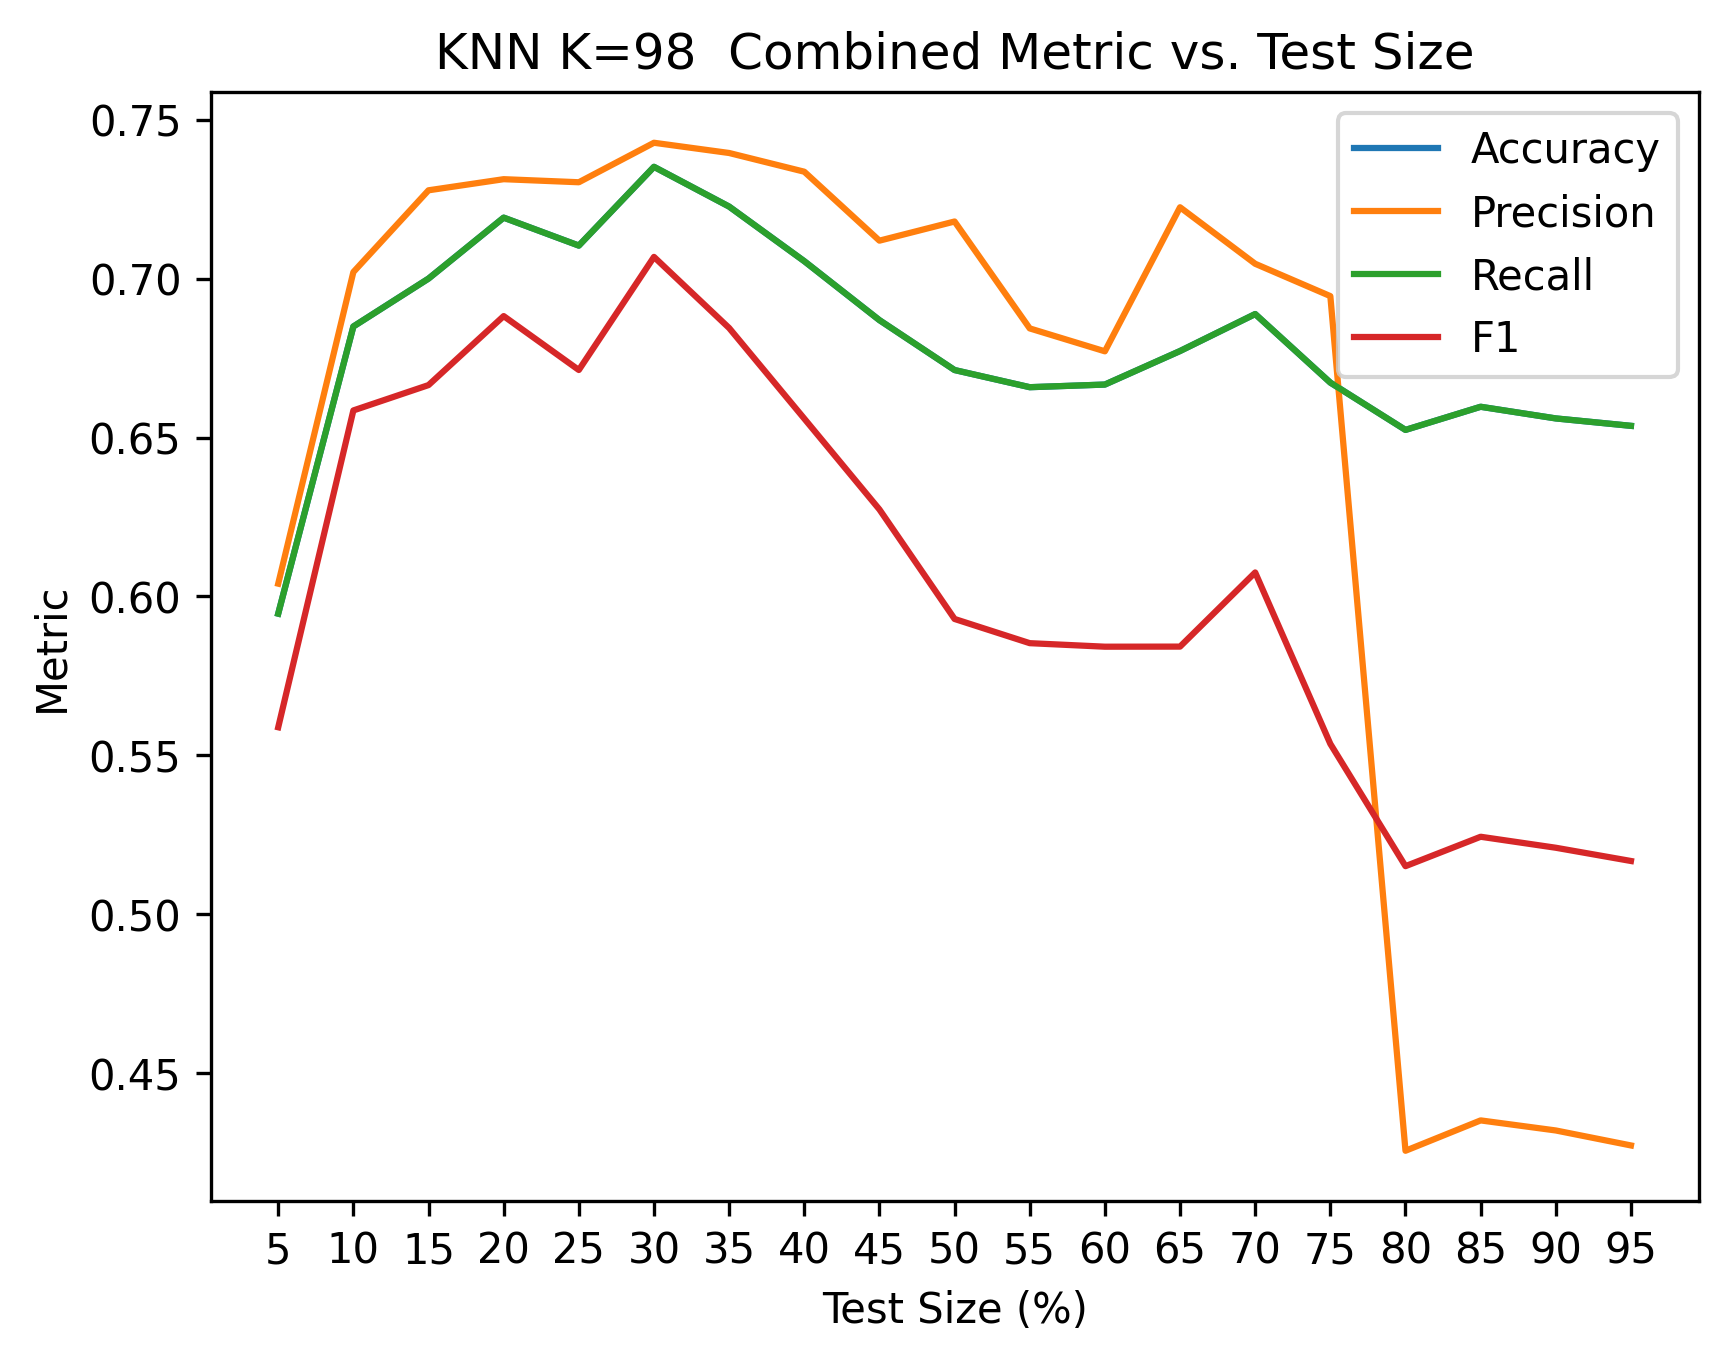 KNN K=98  Combined Metric vs. Test Size
Accuracy
Precision
Recall
F1
Metric
0.75
0.70
0.65
0.60
0.55
0.50
0.45
5 10 15 20 25 30 35 40 45 50 55 60 65 70 75 80 85 90 95
Test Size (%)